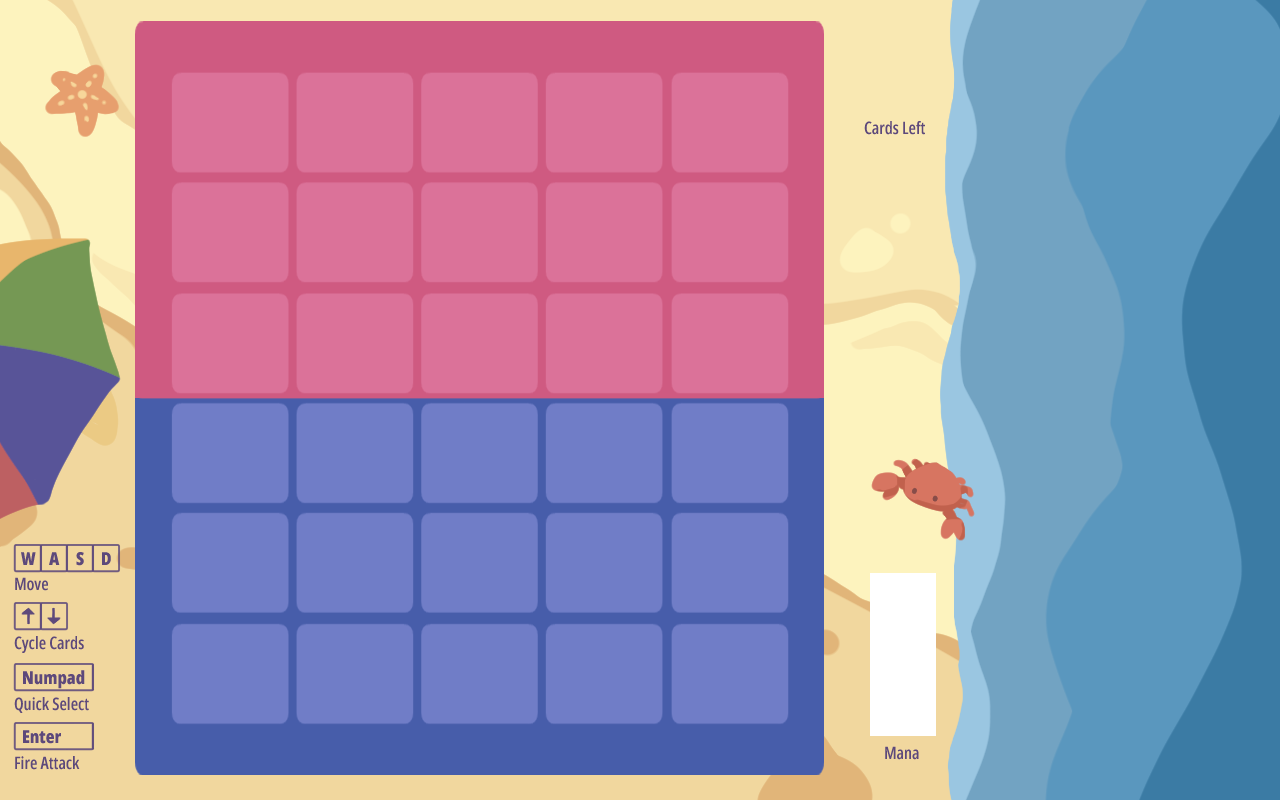 Cards Left
W A S D
Move
↑ ↓
Cycle Cards
Numpad
Quick Select
Enter
Fire Attack
Mana